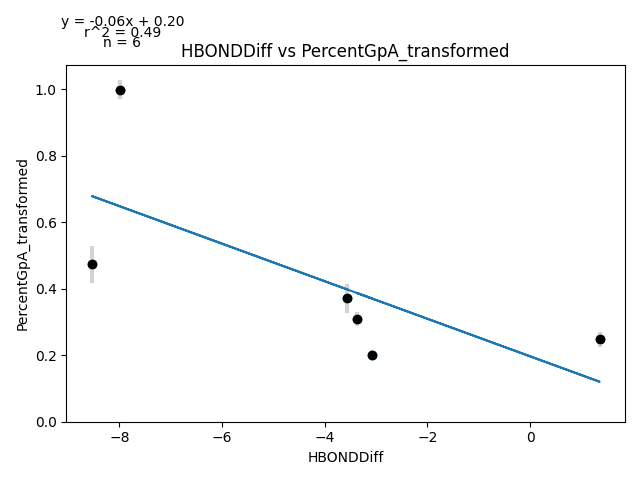 y = -0.06x + 0.20
r^2 = 0.49
n = 6
HBONDDiff vs PercentGpA_transformed
PercentGpA_transformed
1.0
0.8
0.6
0.4
0.2
0.0
−8
−6
−4
−2
0
HBONDDiff